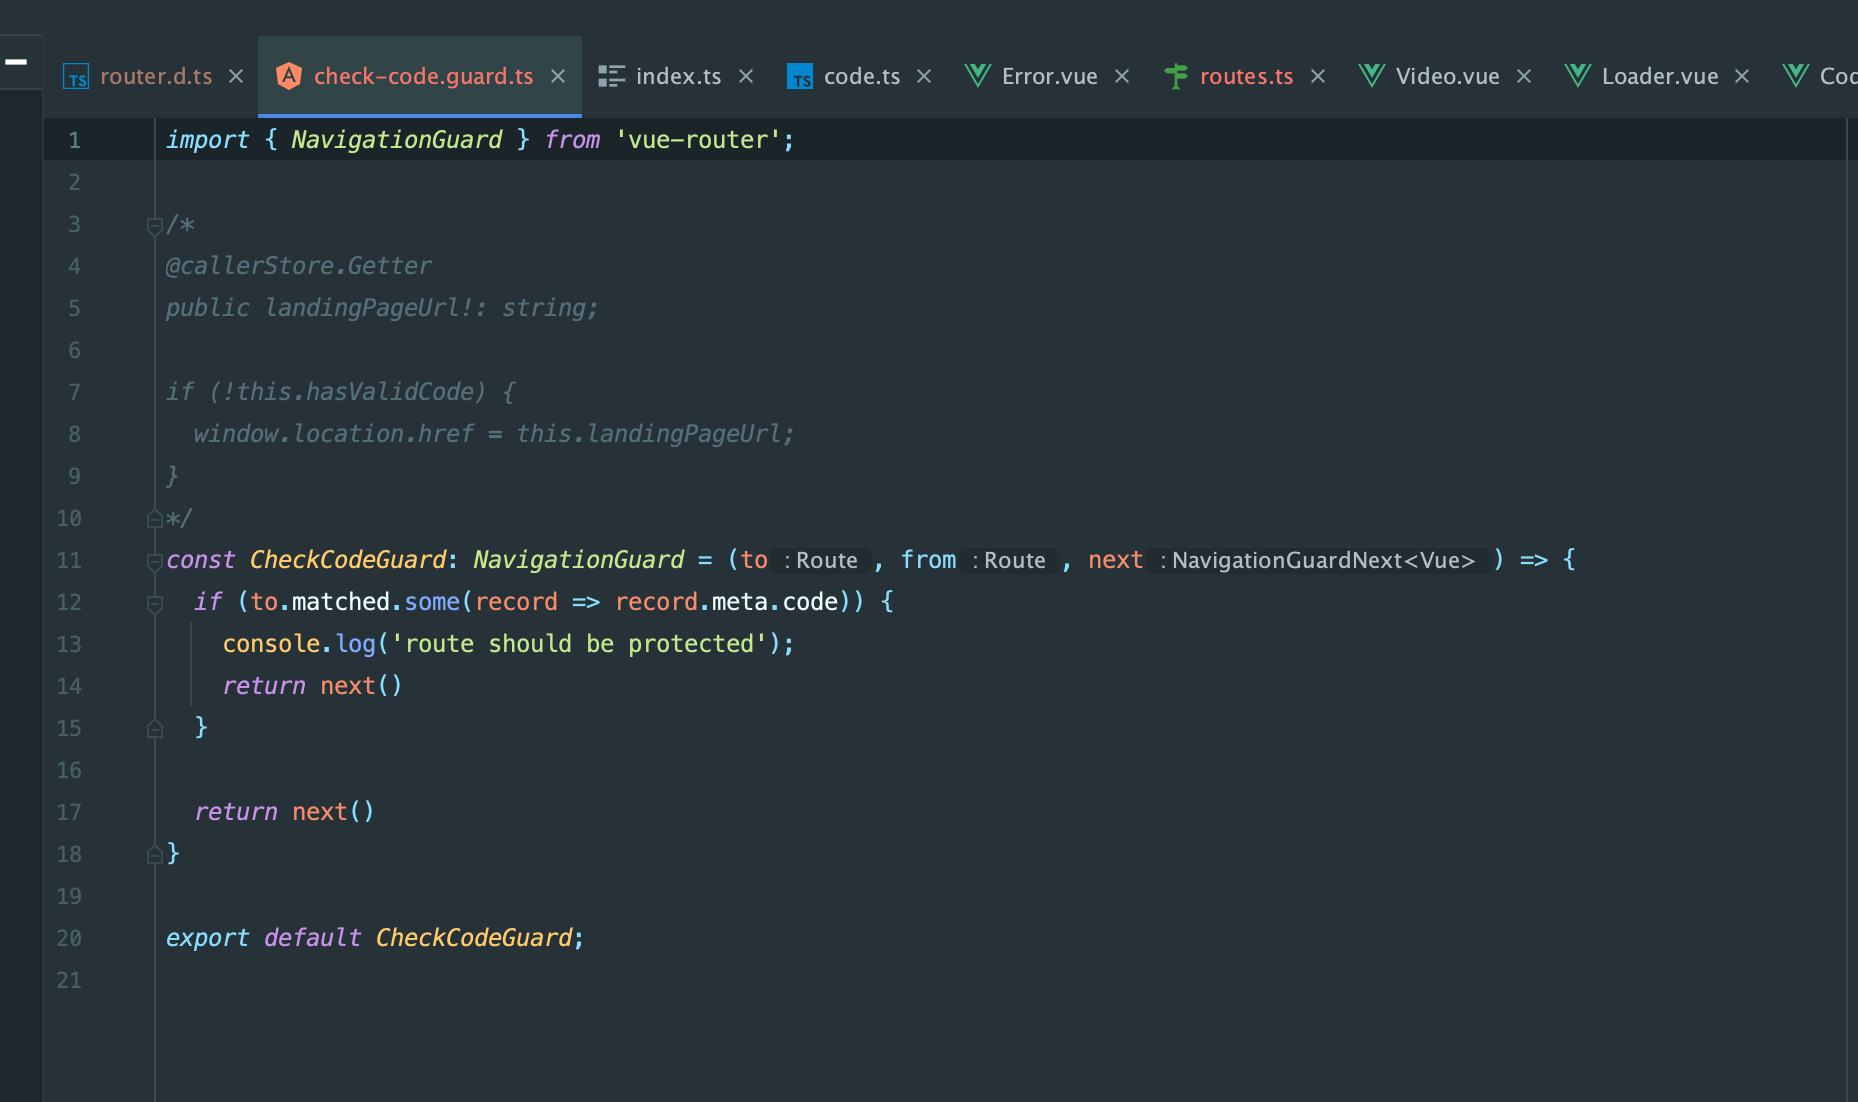 router.d.ts check-code.guard.ts index.ts TS code.ts Error.vue routes.ts Video.vue Loader.vue
1 import { NavigationGuard } from 'vue-router';
2
3 /*
4 @callerStore.Getter
5 public landingPageUrl!: string;
6
7 if (!this.hasValidCode) {
8 window.location.href = this.landingPageUrl;
9 }
10 */
11 const CheckCodeGuard: NavigationGuard = (to : Route , from : Route , next : NavigationGuardNext<Vue> ) => {
12 if (to.matched.some(record => record.meta.code)) {
13 console.log('route should be protected');
14 return next()
15 }
16
17 return next()
18 }
19
20 export default CheckCodeGuard;
21